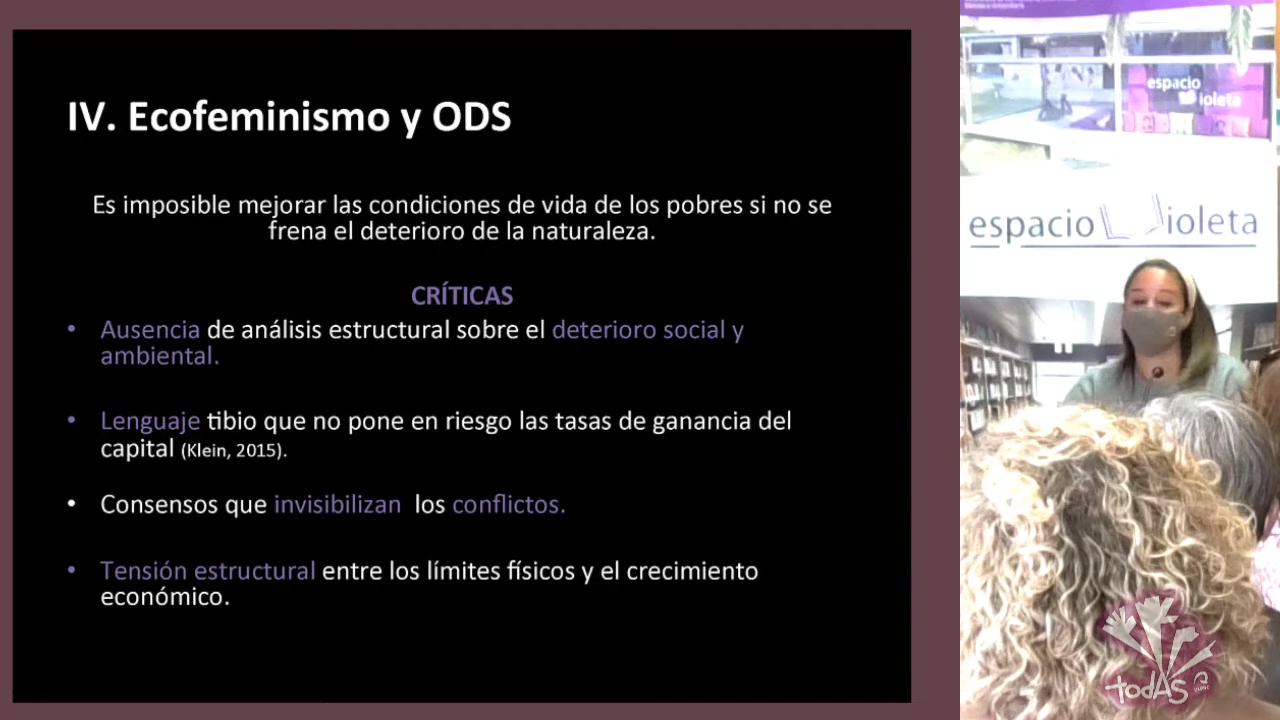 IV. Ecofeminismo y ODS
Es imposible mejorar las condiciones de vida de los pobres si no se
frena el deterioro de la naturaleza.
CRÍTICAS
• Ausencia de análisis estructural sobre el deterioro social y
ambiental.
• Lenguaje tibio que no pone en riesgo las tasas de ganancia del
capital (Klein, 2015).
• Consensos que invisibilizan los conflictos.
• Tensión estructural entre los límites físicos y el crecimiento
económico.
espacio
ioleta
espacio ioleta
todAS